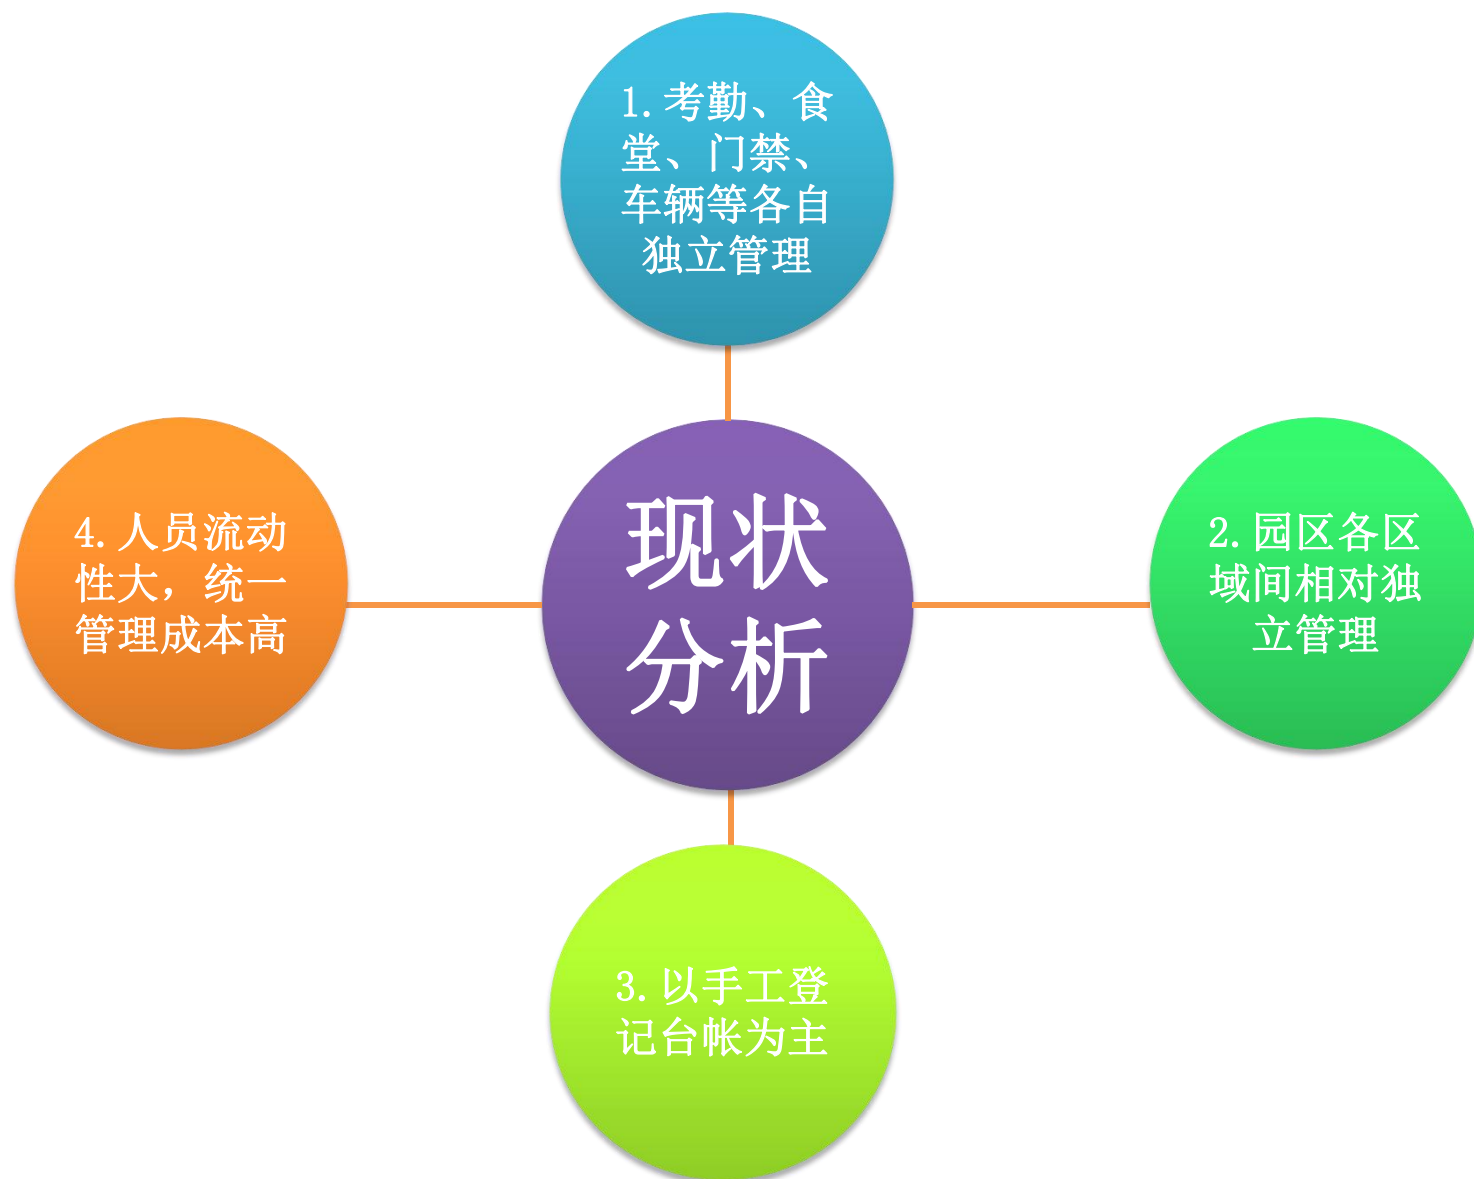 1.考勤、食
堂、门禁、
车辆等各自
独立管理
现状
分析
2.园区各区
域间相对独
立管理
3.以手工登
记台帐为主
4.人员流动
性大，统一
管理成本高